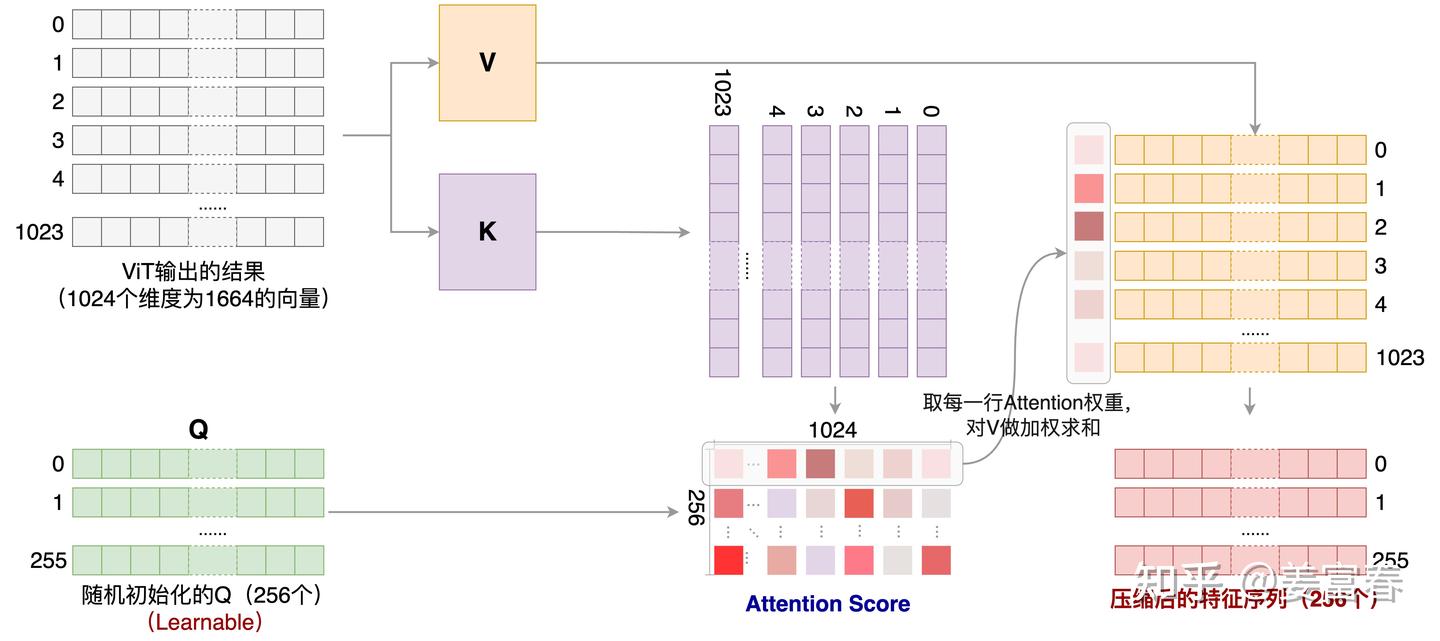 0
1
2
3
4
......
1023
ViT输出的结果
（1024个维度为1664的向量）
V
K
1023
4
3
2
1
0
......
0
1
2
3
4
......
1023
取每一行Attention权重，
对V做加权求和
Q
0
1
......
255
随机初始化的Q（256个）
（Learnable）
1024
256
Attention Score
0
1
......
255
压缩后的特征序列（256个）
知乎 @姜富春